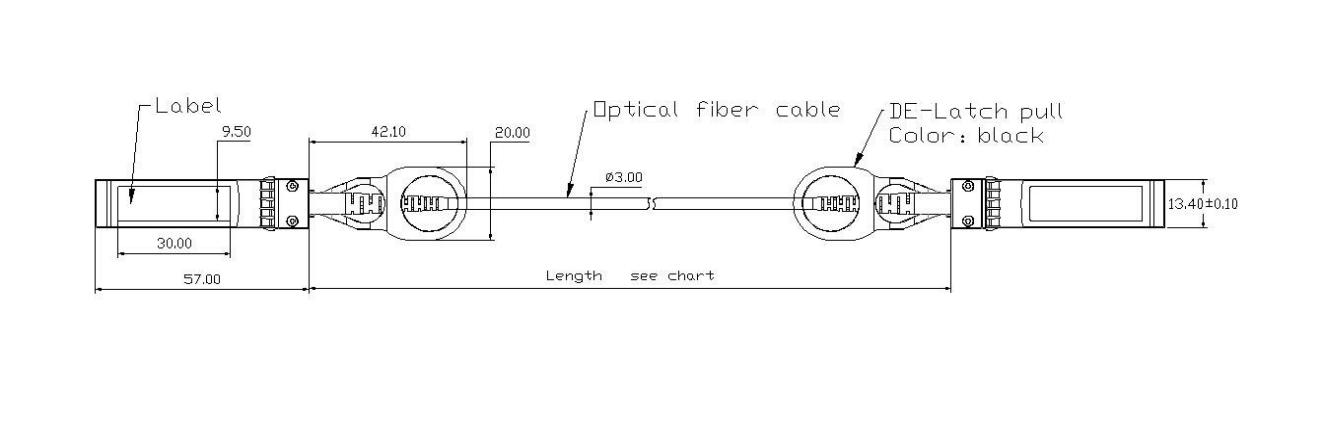 Label
9.50
42.10
20.00
Optical fiber cable
DE-Latch pull
Color: black
ø3.00
13.40±0.10
30.00
57.00
Length see chart